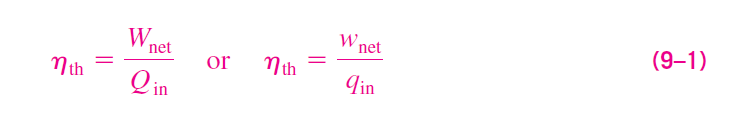 η_th = W_net / Q_in or η_th = w_net / q_in (9–1)